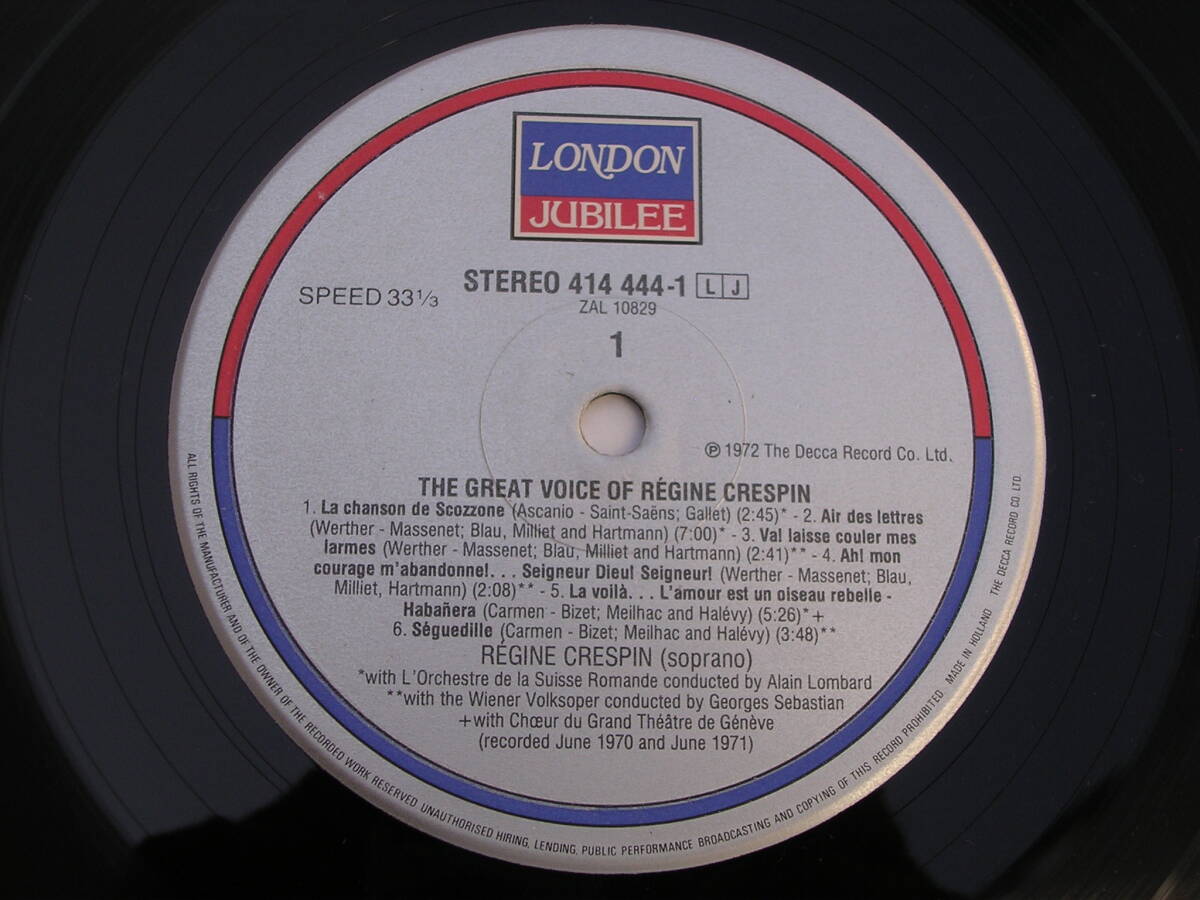 LONDON
JUBILEE
STEREO 414 444-1 L J
SPEED 33 1/3
ZAL 10829
1
℗ 1972 The Decca Record Co. Ltd.
THE GREAT VOICE OF RÉGINE CRESPIN
1. La chanson de Scozzone (Ascanio - Saint-Saëns; Gallet) (2:45)* - 2. Air des lettres
(Werther - Massenet; Blau, Milliet and Hartmann) (7:00)* - 3. Va! laisse couler mes
larmes (Werther - Massenet; Blau, Milliet and Hartmann) (2:41)** - 4. Ah! mon
courage m'abandonne!. . . Seigneur Dieu! Seigneur! (Werther - Massenet; Blau,
Milliet, Hartmann) (2:08)** - 5. La voilà. . . L'amour est un oiseau rebelle -
Habañera (Carmen - Bizet; Meilhac and Halévy) (5:26)*+
6. Séguedille (Carmen - Bizet; Meilhac and Halévy) (3:48)**
RÉGINE CRESPIN (soprano)
*with L'Orchestre de la Suisse Romande conducted by Alain Lombard
**with the Wiener Volksoper conducted by Georges Sebastian
+with Chœur du Grand Théâtre de Génève
(recorded June 1970 and June 1971)
ALL RIGHTS OF THE MANUFACTURER AND OF THE OWNER OF THE RECORDED WORK RESERVED UNAUTHORISED HIRING, LENDING, PUBLIC PERFORMANCE BROADCASTING AND COPYING OF THIS RECORD PROHIBITED MADE IN HOLLAND THE DECCA RECORD CO. LTD